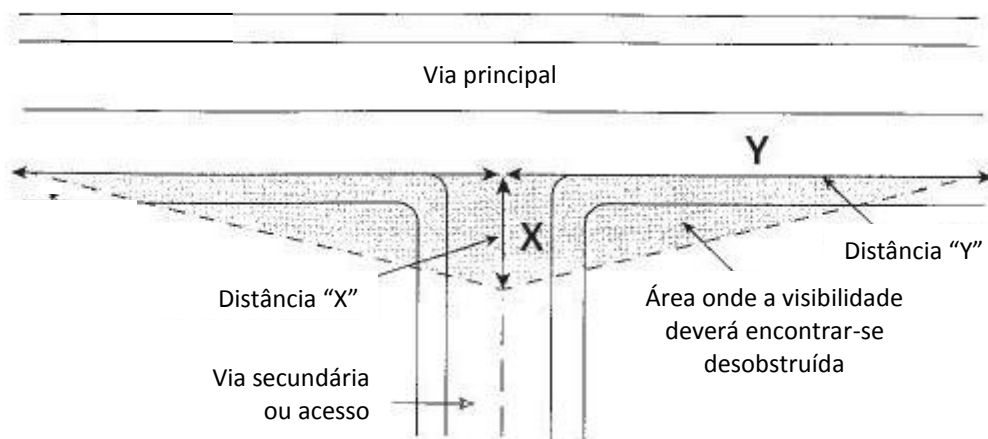 Via principal
Y
X
Distância “Y”
Distância “X”
Área onde a visibilidade
deverá encontrar-se
desobstruída
Via secundária
ou acesso